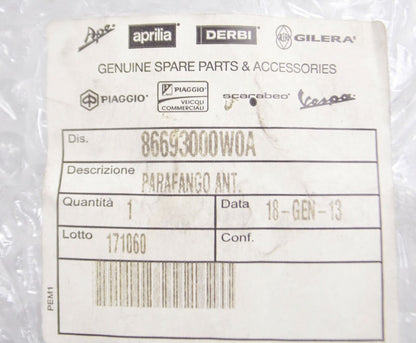 Ape aprilia DERBI GILERA
GENUINE SPARE PARTS & ACCESSORIES
PIAGGIO PIAGGIO VEICOLI COMMERCIALI scarabeo Vespa
Dis. 86693000W0A
Descrizione PARAFANGO ANT.
Quantità 1 Data 18-GEN-13
Lotto 171060 Conf.
PEM1